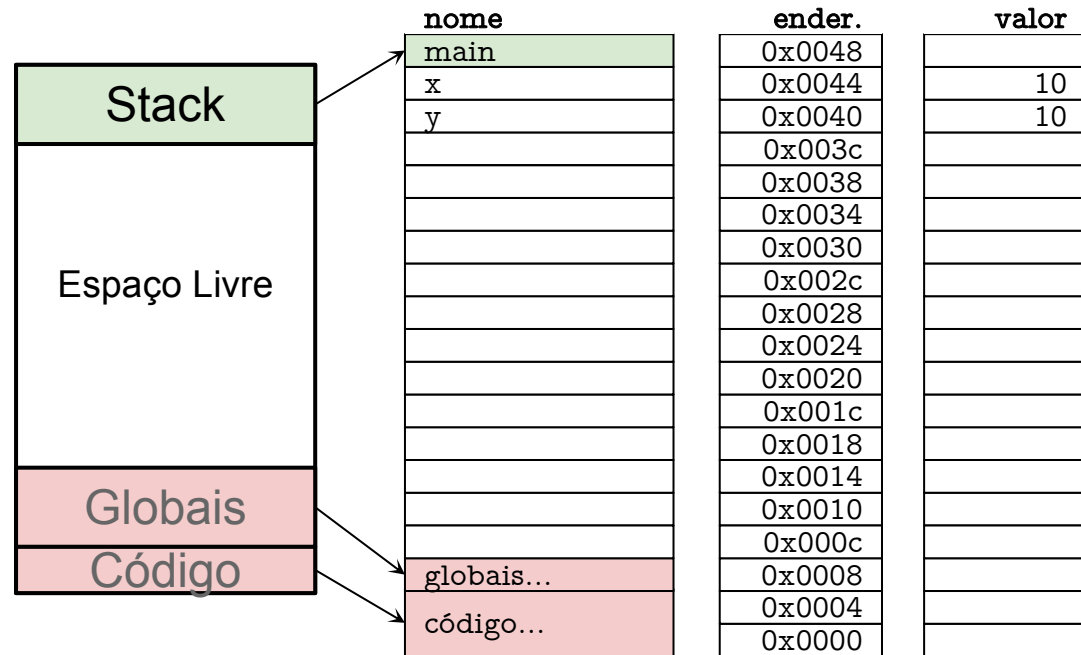 nome ender. valor
main 0x0048
x 0x0044 10
y 0x0040 10
0x003c
0x0038
0x0034
0x0030
0x002c
0x0028
0x0024
0x0020
0x001c
0x0018
0x0014
0x0010
0x000c
globais... 0x0008
código... 0x0004
0x0000
Stack
Espaço Livre
Globais
Código